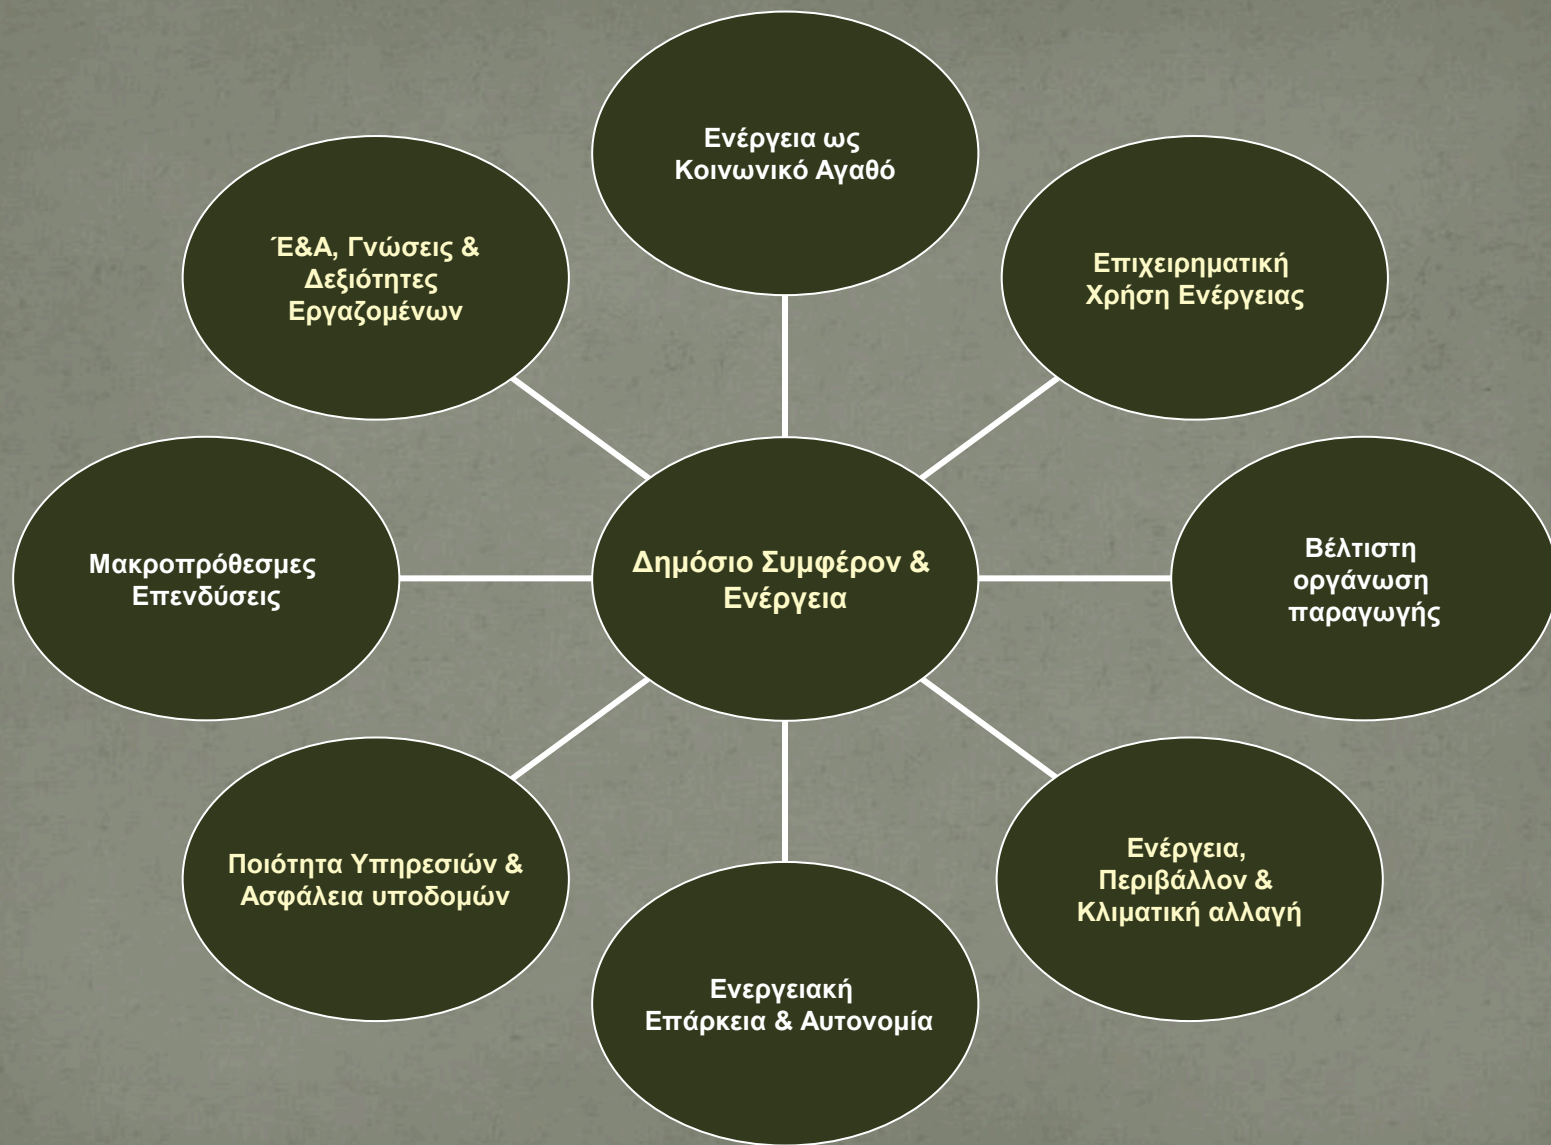 Ενέργεια ως
Κοινωνικό Αγαθό
Επιχειρηματική
Χρήση Ενέργειας
Βέλτιστη
οργάνωση
παραγωγής
Ενέργεια,
Περιβάλλον &
Κλιματική αλλαγή
Ενεργειακή
Επάρκεια & Αυτονομία
Ποιότητα Υπηρεσιών &
Ασφάλεια υποδομών
Μακροπρόθεσμες
Επενδύσεις
Έ&Α, Γνώσεις &
Δεξιότητες
Εργαζομένων
Δημόσιο Συμφέρον &
Ενέργεια